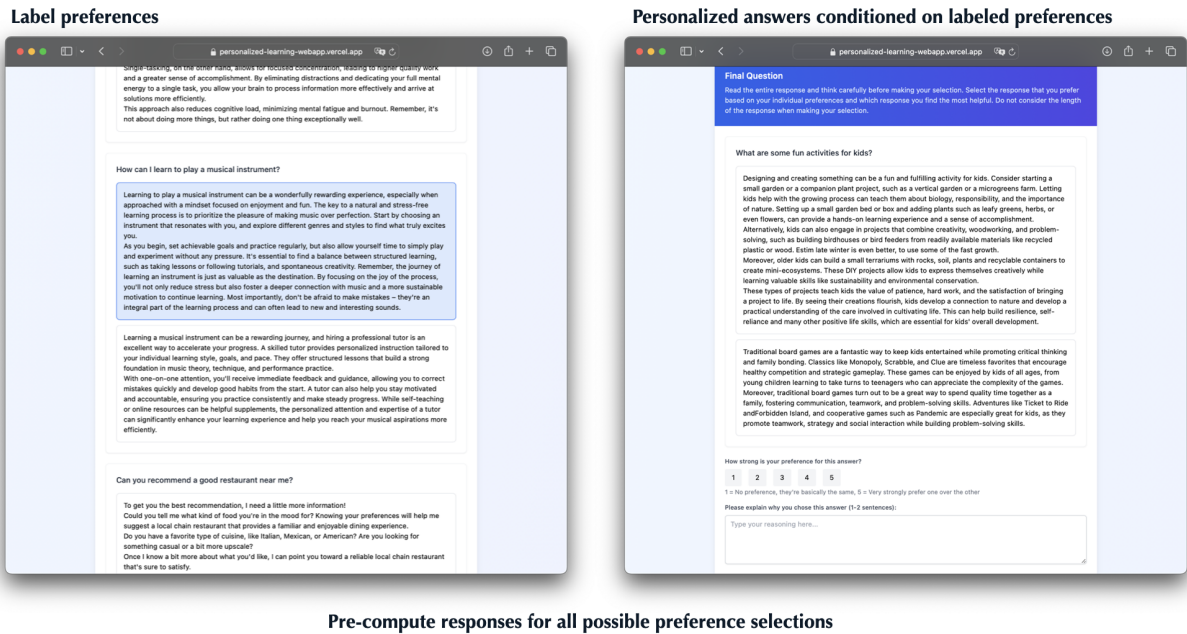 Label preferences
personalized-learning-webapp.vercel.app
Single-tasking, on the other hand, allows for focused concentration, leading to higher quality work
and a greater sense of accomplishment. By eliminating distractions and dedicating your full mental
energy to a single task, you allow your brain to process information more effectively and arrive at
solutions more efficiently.
This approach also reduces cognitive load, minimizing mental fatigue and burnout. Remember, it's
not about doing more things, but rather doing one thing exceptionally well.
How can I learn to play a musical instrument?
Learning to play a musical instrument can be a wonderfully rewarding experience, especially when
approached with a mindset focused on enjoyment and fun. The key to a natural and stress-free
learning process is to prioritize the pleasure of making music over perfection. Start by choosing an
instrument that resonates with you, and explore different genres and styles to find what truly excites
you.
As you begin, set achievable goals and practice regularly, but also allow yourself time to simply play
and experiment without any pressure. It's essential to find a balance between structured learning,
such as taking lessons or following tutorials, and spontaneous creativity. Remember, the journey of
learning an instrument is just as valuable as the destination. By focusing on the joy of the process,
you'll not only reduce stress but also foster a deeper connection with music and a more sustainable
motivation to continue learning. Most importantly, don't be afraid to make mistakes – they're an
integral part of the learning process and can often lead to new and interesting sounds.
Learning a musical instrument can be a rewarding journey, and hiring a professional tutor is an
excellent way to accelerate your progress. A skilled tutor provides personalized instruction tailored to
your individual learning style, goals, and pace. They offer structured lessons that build a strong
foundation in music theory, technique, and performance practice.
With one-on-one attention, you'll receive immediate feedback and guidance, allowing you to correct
mistakes quickly and develop good habits from the start. A tutor can also help you stay motivated
and accountable, ensuring you practice consistently and make steady progress. While self-teaching
or online resources can be helpful supplements, the personalized attention and expertise of a tutor
can significantly enhance your learning experience and help you reach your musical aspirations more
efficiently.
Can you recommend a good restaurant near me?
To get you the best recommendation, I need a little more information!
Could you tell me what kind of food you're in the mood for? Knowing your preferences will help me
suggest a local chain restaurant that provides a familiar and enjoyable dining experience.
Do you have a favorite type of cuisine, like Italian, Mexican, or American? Are you looking for
something casual or a bit more upscale?
Once I know a bit more about what you'd like, I can point you toward a reliable local chain restaurant
that's sure to satisfy.
Personalized answers conditioned on labeled preferences
personalized-learning-webapp.vercel.app
Final Question
Read the entire response and think carefully before making your selection. Select the response that you prefer
based on your individual preferences and which response you find the most helpful. Do not consider the length
of the response when making your selection.
What are some fun activities for kids?
Designing and creating something can be a fun and fulfilling activity for kids. Consider starting a
small garden or a companion plant project, such as a vertical garden or a microgreens farm. Letting
kids help with the growing process can teach them about biology, responsibility, and the importance
of nature. Setting up a small garden bed or box and adding plants such as leafy greens, herbs, or
even flowers, can provide a hands-on learning experience and a sense of accomplishment.
Alternatively, kids can also engage in projects that combine creativity, woodworking, and problem-
solving, such as building birdhouses or bird feeders from readily available materials like recycled
plastic or wood. Estim late winter is even better, to use some of the fast growth.
Moreover, older kids can build a small terrariums with rocks, soil, plants and recyclable containers to
create mini-ecosystems. These DIY projects allow kids to express themselves creatively while
learning valuable skills like sustainability and environmental conservation.
These types of projects teach kids the value of patience, hard work, and the satisfaction of bringing
a project to life. By seeing their creations flourish, kids develop a connection to nature and develop a
practical understanding of the care involved in cultivating life. This can help build resilience, self-
reliance and many other positive life skills, which are essential for kids' overall development.
Traditional board games are a fantastic way to keep kids entertained while promoting critical thinking
and family bonding. Classics like Monopoly, Scrabble, and Clue are timeless favorites that encourage
healthy competition and strategic gameplay. These games can be enjoyed by kids of all ages, from
young children learning to take turns to teenagers who can appreciate the complexity of the games.
Moreover, traditional board games turn out to be a great way to spend quality time together as a
family, fostering communication, teamwork, and problem-solving skills. Adventures like Ticket to Ride
andForbidden Island, and cooperative games such as Pandemic are especially great for kids, as they
promote teamwork, strategy and social interaction while building problem-solving skills.
How strong is your preference for this answer?
1 2 3 4 5
1 = No preference, they're basically the same, 5 = Very strongly prefer one over the other
Please explain why you chose this answer (1-2 sentences):
Type your reasoning here...
Pre-compute responses for all possible preference selections